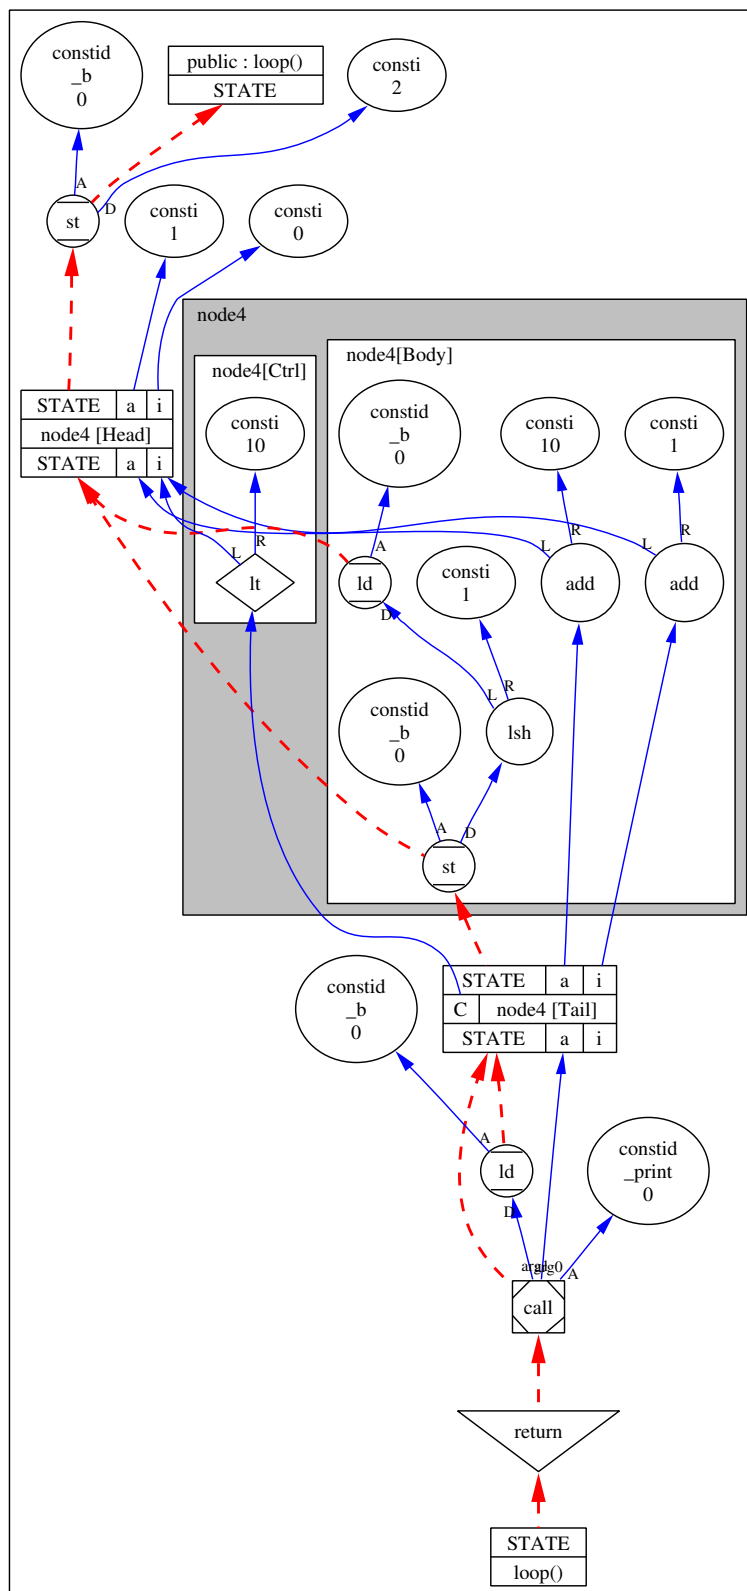 constid
_b
0
public : loop()
STATE
consti
2
A
D
st
consti
1
consti
0
node4
node4[Ctrl]
node4[Body]
STATE a i
node4 [Head]
STATE a i
consti
10
constid
_b
0
consti
10
consti
1
L
R
lt
A
ld
D
consti
1
L
R
add
L
R
add
constid
_b
0
L
R
lsh
A
D
st
constid
_b
0
STATE a i
C node4 [Tail]
STATE a i
A
ld
D
constid
_print
0
A
call
return
STATE
loop()